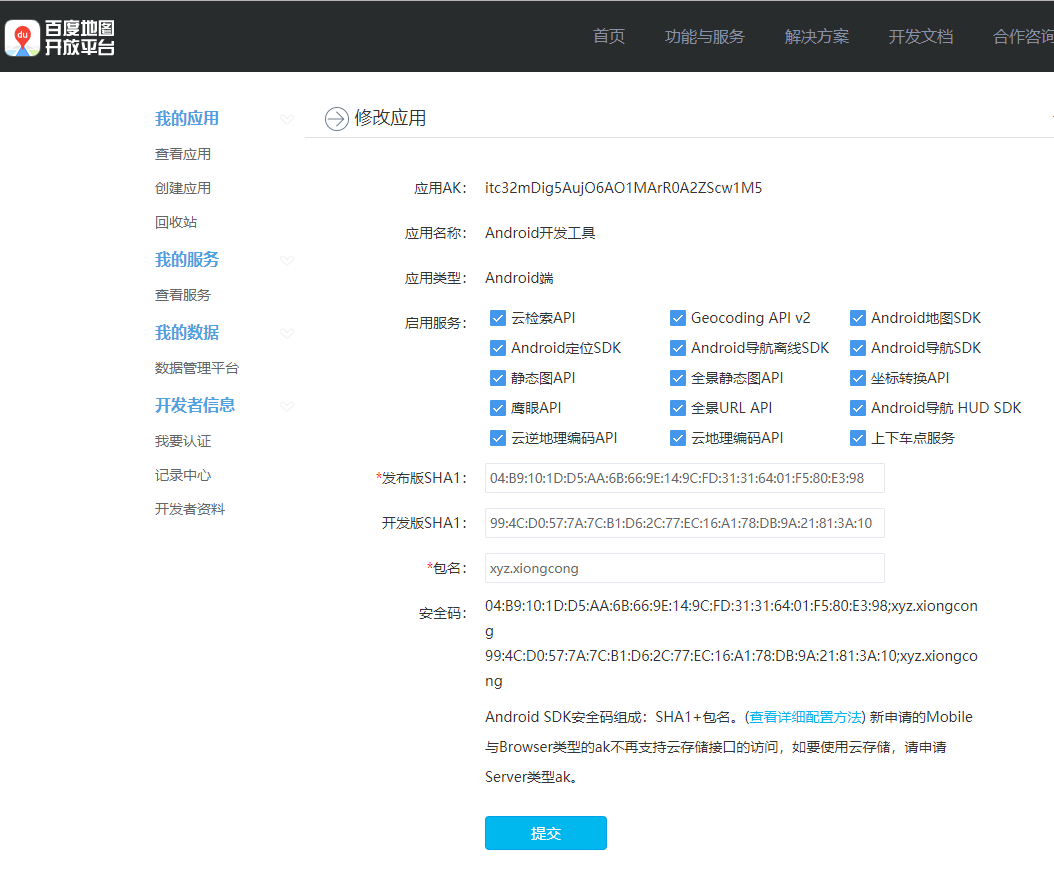 du
百度地图
开放平台
首页
功能与服务
解决方案
开发文档
合作咨询
我的应用
查看应用
创建应用
回收站
我的服务
查看服务
我的数据
数据管理平台
开发者信息
我要认证
记录中心
开发者资料
修改应用
应用AK: itc32mDig5AujO6AO1MArR0A2ZScw1M5
应用名称: Android开发工具
应用类型: Android端
启用服务: 云检索API Geocoding API v2 Android地图SDK
Android定位SDK Android导航离线SDK Android导航SDK
静态图API 全景静态图API 坐标转换API
鹰眼API 全景URL API Android导航 HUD SDK
云逆地理编码API 云地理编码API 上下车点服务
*发布版SHA1: 04:B9:10:1D:D5:AA:6B:66:9E:14:9C:FD:31:31:64:01:F5:80:E3:98
开发版SHA1: 99:4C:D0:57:7A:7C:B1:D6:2C:77:EC:16:A1:78:DB:9A:21:81:3A:10
*包名: xyz.xiongcong
安全码: 04:B9:10:1D:D5:AA:6B:66:9E:14:9C:FD:31:31:64:01:F5:80:E3:98;xyz.xiongcon
g
99:4C:D0:57:7A:7C:B1:D6:2C:77:EC:16:A1:78:DB:9A:21:81:3A:10;xyz.xiongco
ng
Android SDK安全码组成：SHA1+包名。(查看详细配置方法) 新申请的Mobile
与Browser类型的ak不再支持云存储接口的访问，如要使用云存储，请申请
Server类型ak。
提交